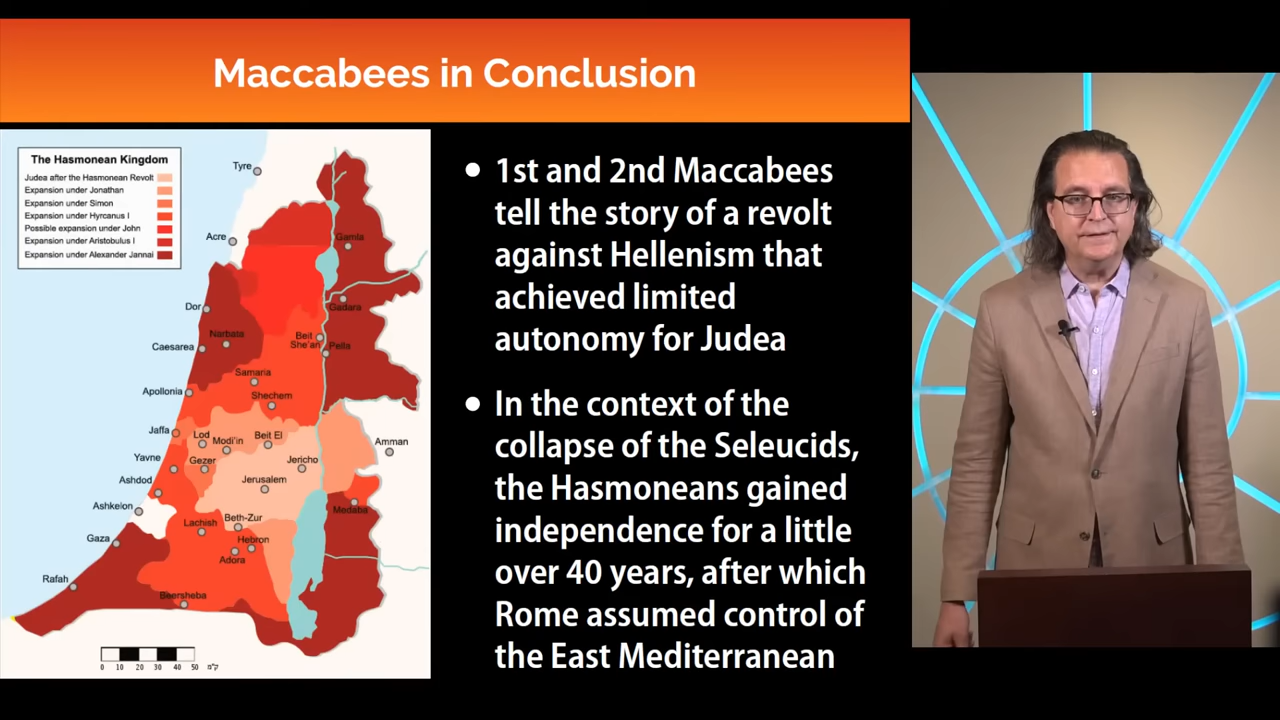 Maccabees in Conclusion
The Hasmonean Kingdom
Judea after the Hasmonean Revolt
Expansion under Jonathan
Expansion under Simon
Expansion under Hyrcanus I
Possible expansion under John
Expansion under Aristobulus I
Expansion under Alexander Jannai
Tyre
Acre
Gamla
Dor
Gadara
Narbata
Caesarea
Beit
She'an
Pella
Samaria
Apollonia
Shechem
Jaffa
Lod
Modi'in
Beit El
Amman
Yavne
Gezer
Jericho
Ashdod
Jerusalem
Ashkelon
Medaba
Lachish
Beth-Zur
Gaza
Hebron
Adora
Rafah
Beersheba
0 10 20 30 40 50 ק"מ
• 1st and 2nd Maccabees
tell the story of a revolt
against Hellenism that
achieved limited
autonomy for Judea
• In the context of the
collapse of the Seleucids,
the Hasmoneans gained
independence for a little
over 40 years, after which
Rome assumed control of
the East Mediterranean